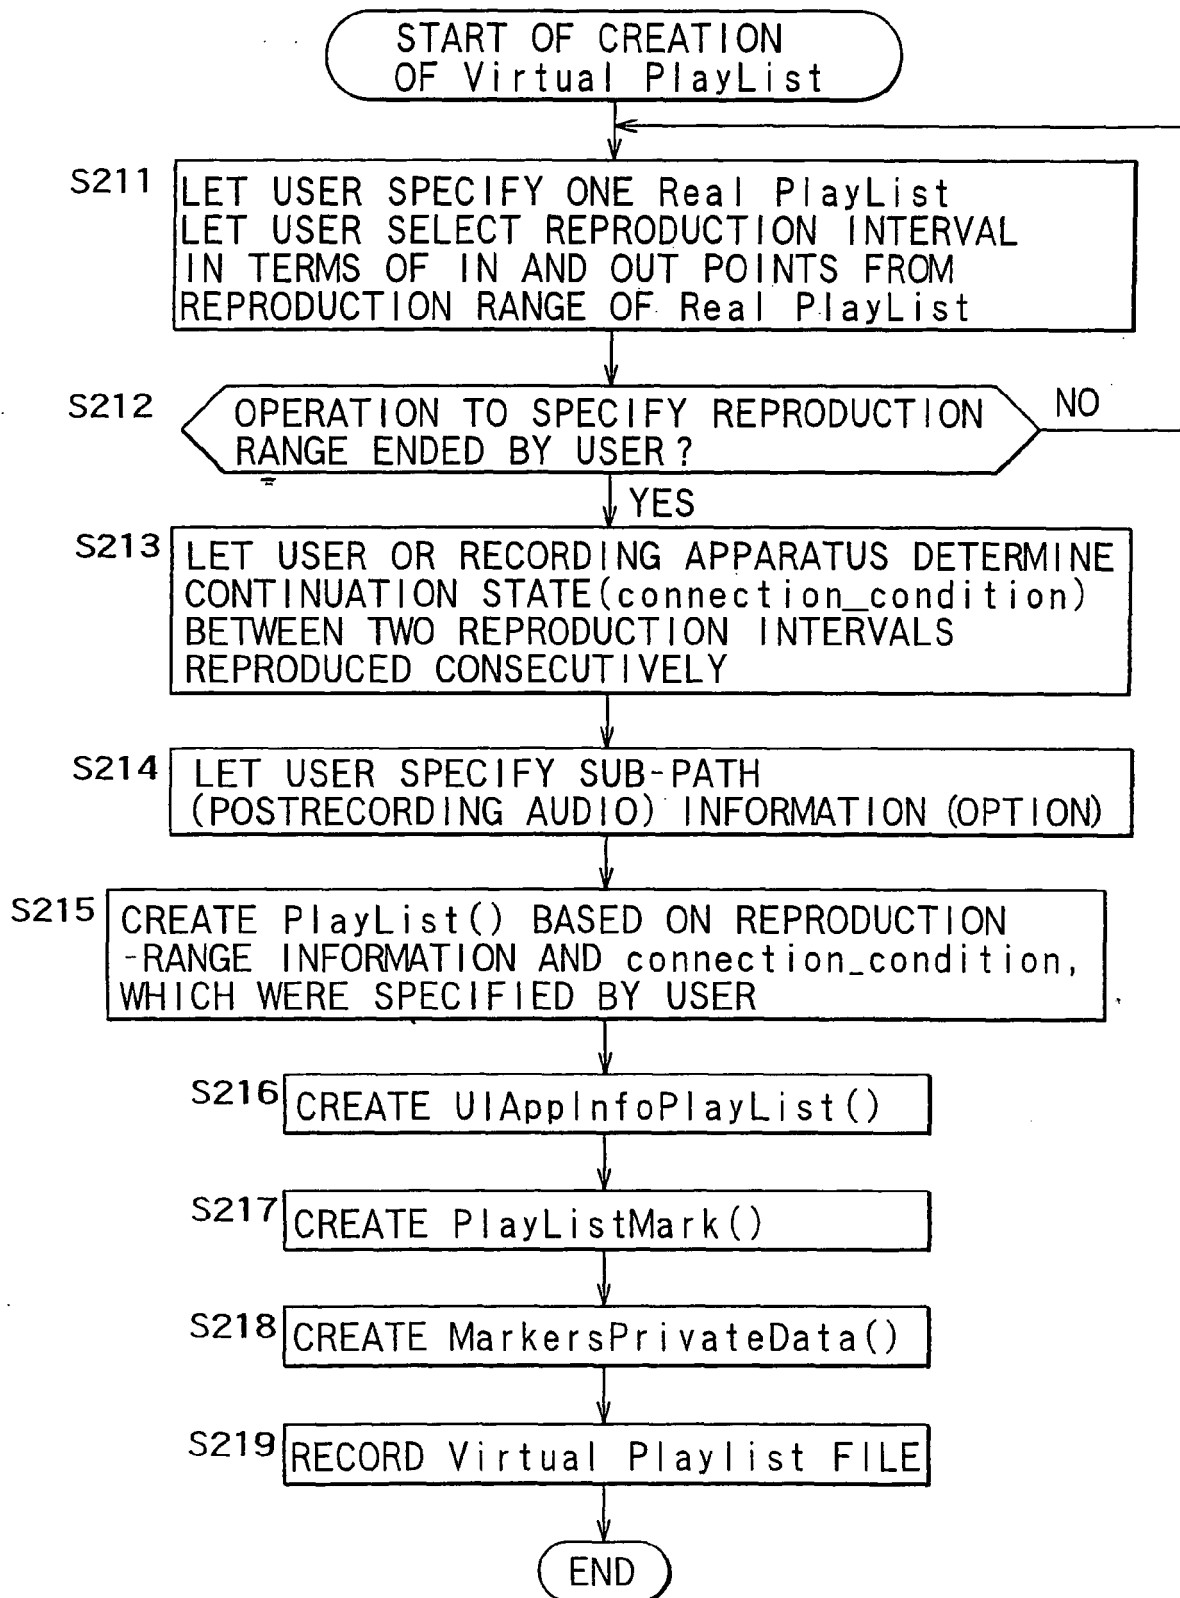 START OF CREATION
OF Virtual PlayList
S211
LET USER SPECIFY ONE Real PlayList
LET USER SELECT REPRODUCTION INTERVAL
IN TERMS OF IN AND OUT POINTS FROM
REPRODUCTION RANGE OF Real PlayList
S212
OPERATION TO SPECIFY REPRODUCTION
RANGE ENDED BY USER?
NO
YES
S213
LET USER OR RECORDING APPARATUS DETERMINE
CONTINUATION STATE(connection_condition)
BETWEEN TWO REPRODUCTION INTERVALS
REPRODUCED CONSECUTIVELY
S214
LET USER SPECIFY SUB-PATH
(POSTRECORDING AUDIO) INFORMATION (OPTION)
S215
CREATE PlayList() BASED ON REPRODUCTION
-RANGE INFORMATION AND connection_condition,
WHICH WERE SPECIFIED BY USER
S216
CREATE UIAppInfoPlayList()
S217
CREATE PlayListMark()
S218
CREATE MarkersPrivateData()
S219
RECORD Virtual Playlist FILE
END